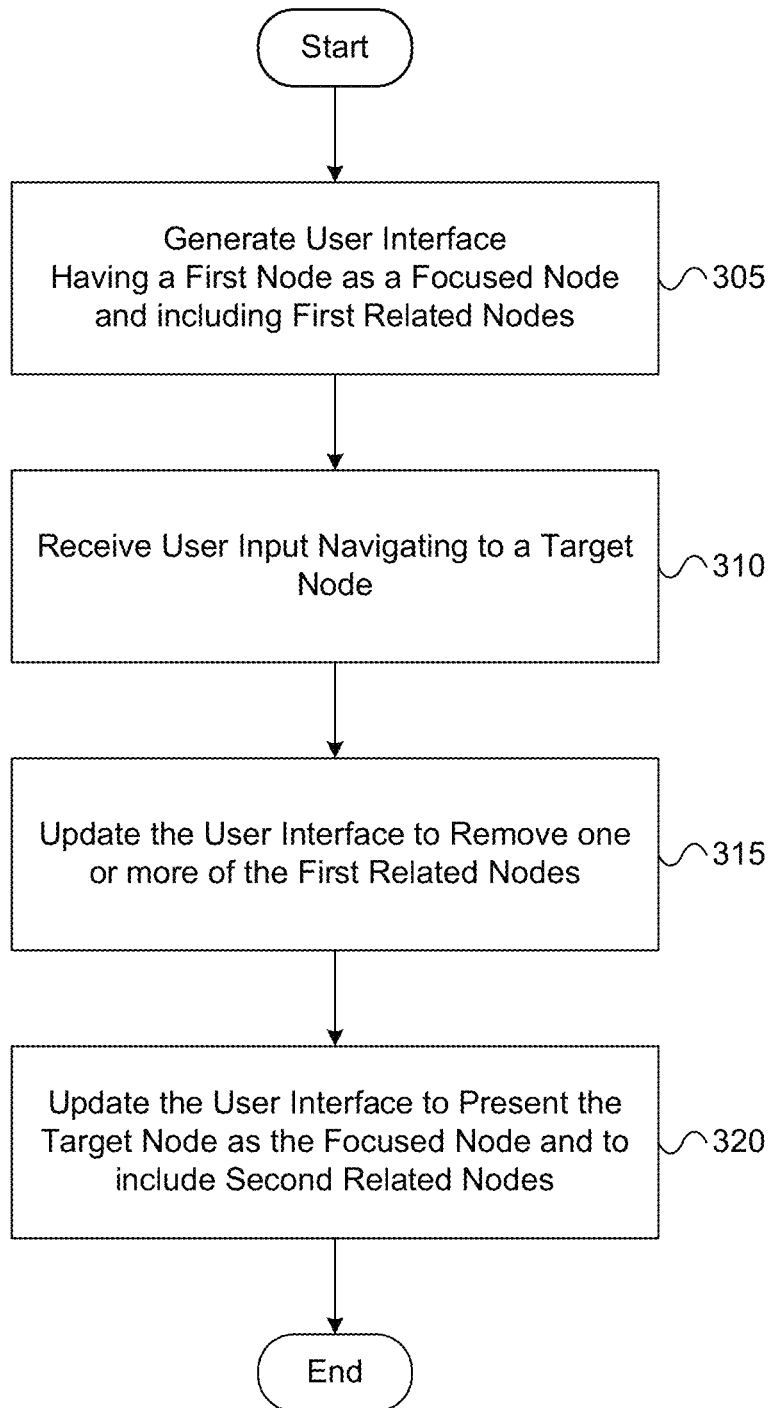 Start
Generate User Interface
Having a First Node as a Focused Node
and including First Related Nodes
305
Receive User Input Navigating to a Target
Node
310
Update the User Interface to Remove one
or more of the First Related Nodes
315
Update the User Interface to Present the
Target Node as the Focused Node and to
include Second Related Nodes
320
End